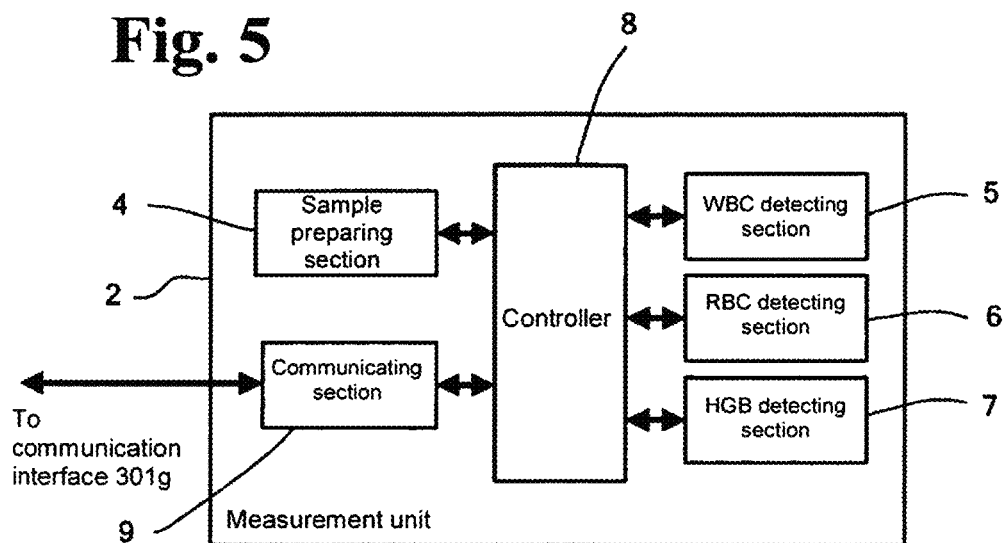 Fig. 5
8
4
Sample
preparing
section
WBC detecting
section
5
2
Controller
RBC detecting
section
6
Communicating
section
HGB detecting
section
7
To
communication
interface 301g
9
Measurement unit